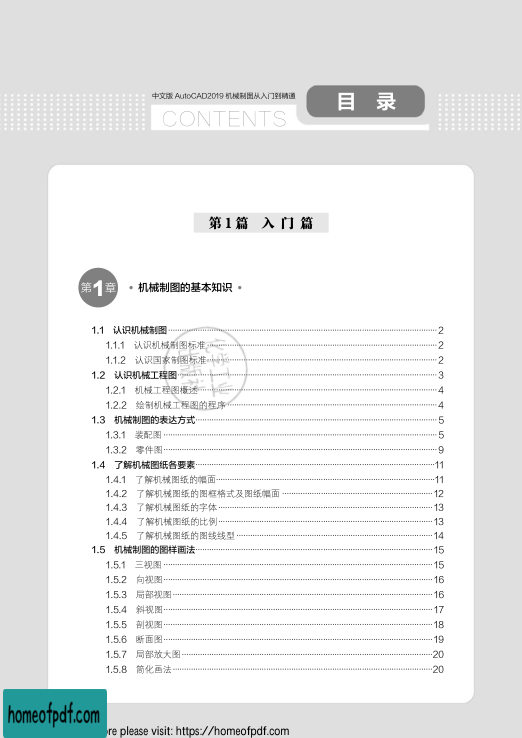 中文版 AutoCAD2019 机械制图从入门到精通
目 录
CONTENTS
第1篇 入门篇
第1章 • 机械制图的基本知识 •
1.1 认识机械制图 2
1.1.1 认识机械制图标准 2
1.1.2 认识国家制图标准 2
1.2 认识机械工程图 3
1.2.1 机械工程图概述 4
1.2.2 绘制机械工程图的程序 4
1.3 机械制图的表达方式 5
1.3.1 装配图 5
1.3.2 零件图 9
1.4 了解机械图纸各要素 11
1.4.1 了解机械图纸的幅面 11
1.4.2 了解机械图纸的图框格式及图纸幅面 12
1.4.3 了解机械图纸的字体 13
1.4.4 了解机械图纸的比例 13
1.4.5 了解机械图纸的图线线型 14
1.5 机械制图的图样画法 15
1.5.1 三视图 15
1.5.2 向视图 16
1.5.3 局部视图 16
1.5.4 斜视图 17
1.5.5 剖视图 18
1.5.6 断面图 19
1.5.7 局部放大图 20
1.5.8 简化画法 20
homeofpdf.com
re please visit: https://homeofpdf.com